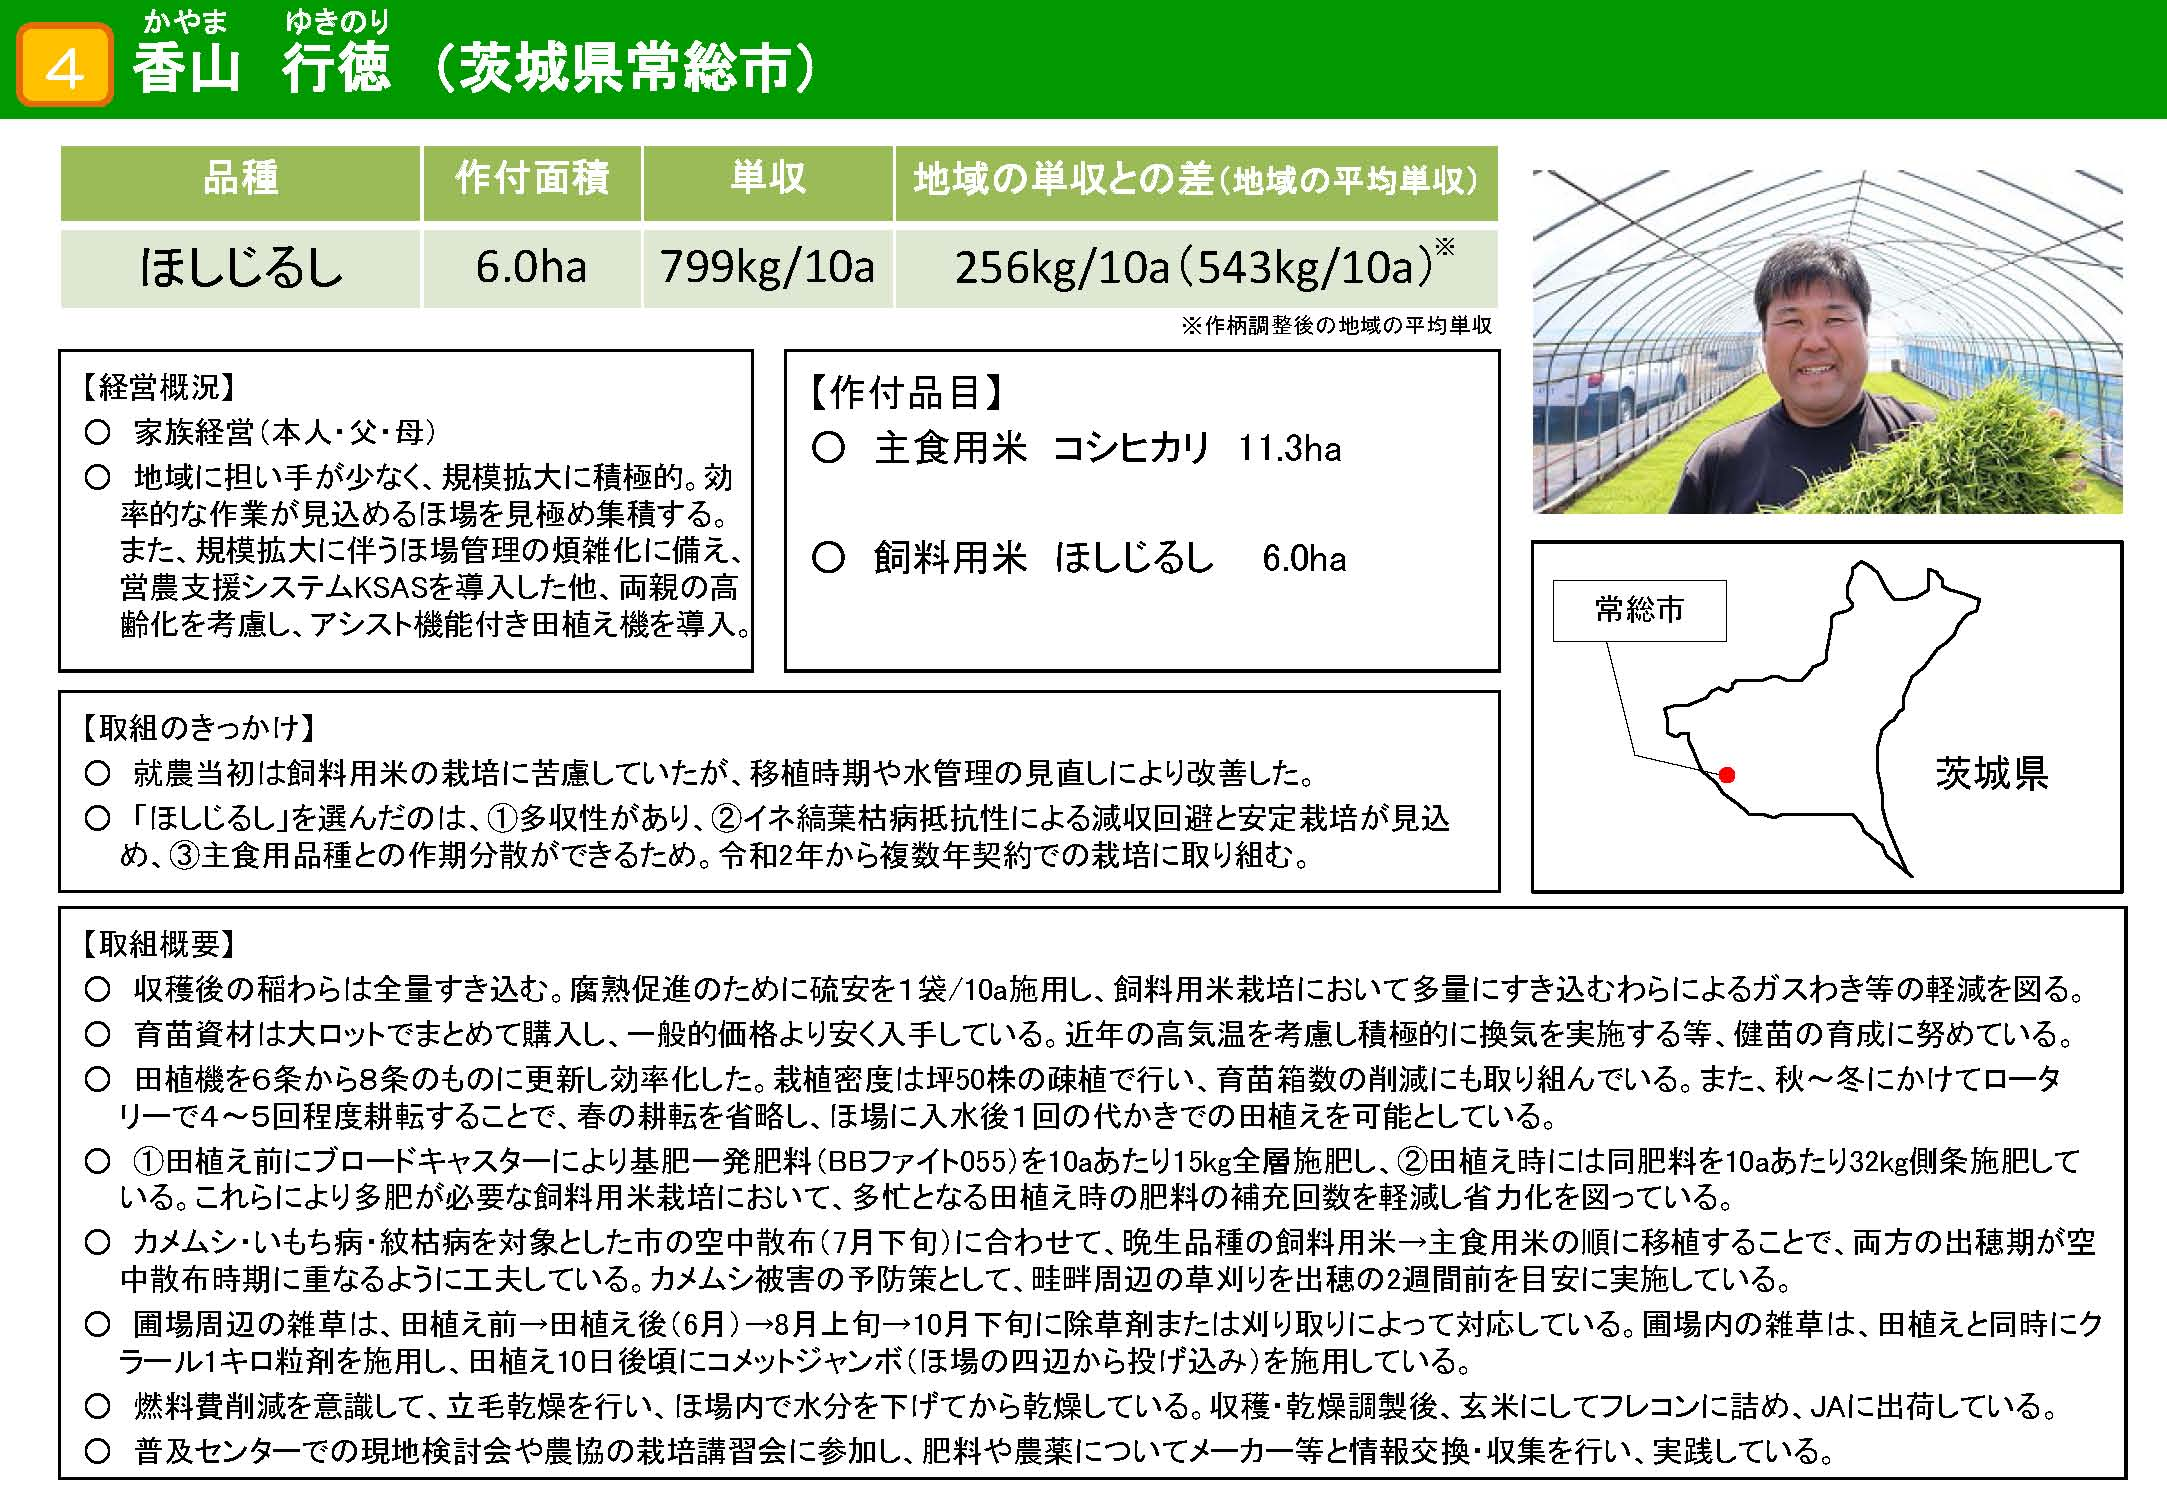 かやま ゆきのり
4 香山 行徳 （茨城県常総市）
品種 作付面積 単収 地域の単収との差（地域の平均単収）
ほしじるし 6.0ha 799kg/10a 256kg/10a（543kg/10a）※
※作柄調整後の地域の平均単収
【経営概況】
○ 家族経営（本人・父・母）
○ 地域に担い手が少なく、規模拡大に積極的。効
率的な作業が見込めるほ場を見極め集積する。
また、規模拡大に伴うほ場管理の煩雑化に備え、
営農支援システムKSASを導入した他、両親の高
齢化を考慮し、アシスト機能付き田植え機を導入。
【作付品目】
○ 主食用米 コシヒカリ 11.3ha
○ 飼料用米 ほしじるし 6.0ha
常総市
茨城県
【取組のきっかけ】
○ 就農当初は飼料用米の栽培に苦慮していたが、移植時期や水管理の見直しにより改善した。
○ 「ほしじるし」を選んだのは、①多収性があり、②イネ縞葉枯病抵抗性による減収回避と安定栽培が見込
め、③主食用品種との作期分散ができるため。令和2年から複数年契約での栽培に取り組む。
【取組概要】
○ 収穫後の稲わらは全量すき込む。腐熟促進のために硫安を１袋/10a施用し、飼料用米栽培において多量にすき込むわらによるガスわき等の軽減を図る。
○ 育苗資材は大ロットでまとめて購入し、一般的価格より安く入手している。近年の高気温を考慮し積極的に換気を実施する等、健苗の育成に努めている。
○ 田植機を６条から８条のものに更新し効率化した。栽植密度は坪50株の疎植で行い、育苗箱数の削減にも取り組んでいる。また、秋～冬にかけてロータ
リーで４～５回程度耕転することで、春の耕転を省略し、ほ場に入水後１回の代かきでの田植えを可能としている。
○ ①田植え前にブロードキャスターにより基肥一発肥料（BBファイト055）を10aあたり15kg全層施肥し、②田植え時には同肥料を10aあたり32kg側条施肥して
いる。これらにより多肥が必要な飼料用米栽培において、多忙となる田植え時の肥料の補充回数を軽減し省力化を図っている。
○ カメムシ・いもち病・紋枯病を対象とした市の空中散布（7月下旬）に合わせて、晩生品種の飼料用米→主食用米の順に移植することで、両方の出穂期が空
中散布時期に重なるように工夫している。カメムシ被害の予防策として、畦畔周辺の草刈りを出穂の2週間前を目安に実施している。
○ 圃場周辺の雑草は、田植え前→田植え後（6月）→8月上旬→10月下旬に除草剤または刈り取りによって対応している。圃場内の雑草は、田植えと同時にク
ラール1キロ粒剤を施用し、田植え10日後頃にコメットジャンボ（ほ場の四辺から投げ込み）を施用している。
○ 燃料費削減を意識して、立毛乾燥を行い、ほ場内で水分を下げてから乾燥している。収穫・乾燥調製後、玄米にしてフレコンに詰め、JAに出荷している。
○ 普及センターでの現地検討会や農協の栽培講習会に参加し、肥料や農薬についてメーカー等と情報交換・収集を行い、実践している。